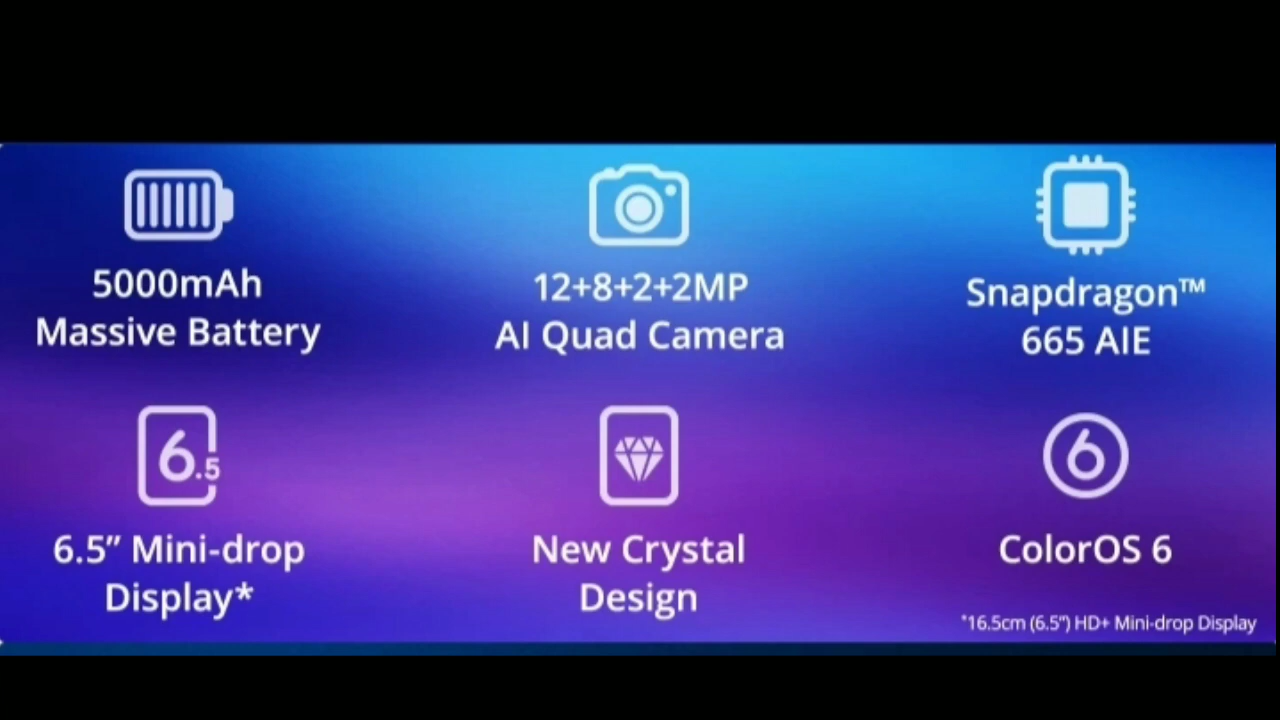 5000mAh
Massive Battery
12+8+2+2MP
AI Quad Camera
Snapdragon™
665 AIE
6.5
6.5” Mini-drop
Display*
New Crystal
Design
6
ColorOS 6
*16.5cm (6.5”) HD+ Mini-drop Display